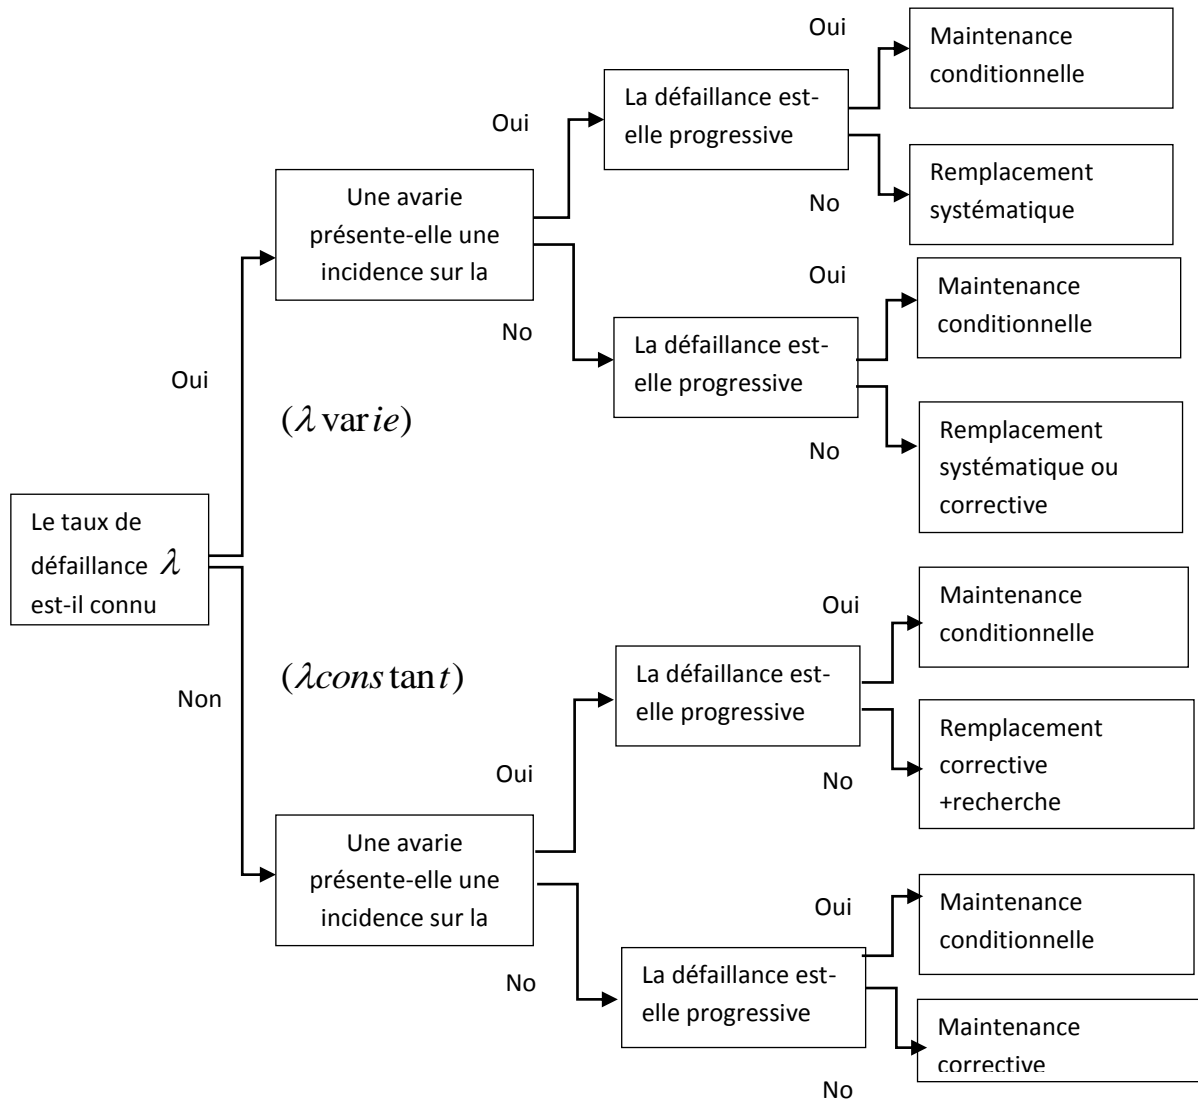 Oui
Maintenance
conditionnelle
La défaillance est-
elle progressive
Oui
No
Remplacement
systématique
Une avarie
présente-elle une
incidence sur la
Oui
Maintenance
conditionnelle
No
La défaillance est-
elle progressive
Oui
(λ varie)
No
Remplacement
systématique ou
corrective
Le taux de
défaillance λ
est-il connu
Oui
Maintenance
conditionnelle
(λconstant)
Non
La défaillance est-
elle progressive
Oui
No
Remplacement
corrective
+recherche
Une avarie
présente-elle une
incidence sur la
Oui
Maintenance
conditionnelle
No
La défaillance est-
elle progressive
Maintenance
corrective
No